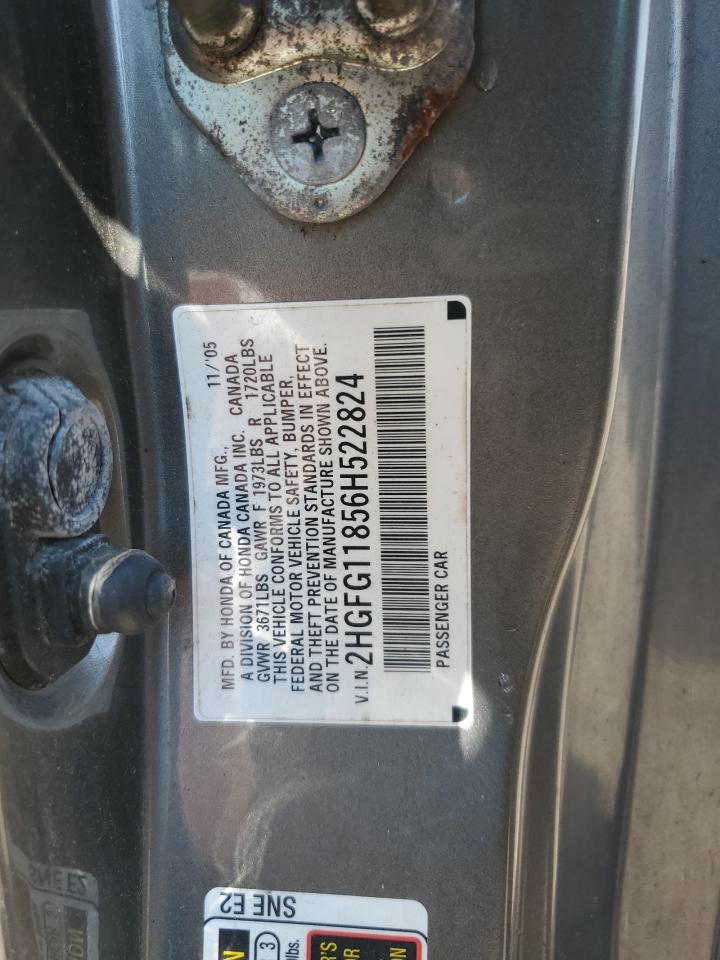 MFD. BY HONDA OF CANADA MFG., 11/'05
A DIVISION OF HONDA CANADA INC. CANADA
GVWR 3671LBS GAWR F 1973LBS R 1720LBS
THIS VEHICLE CONFORMS TO ALL APPLICABLE
FEDERAL MOTOR VEHICLE SAFETY, BUMPER,
AND THEFT PREVENTION STANDARDS IN EFFECT
ON THE DATE OF MANUFACTURE SHOWN ABOVE.
V.I.N. 2HGFG11856H522824
PASSENGER CAR
SNE E2
3
lbs.